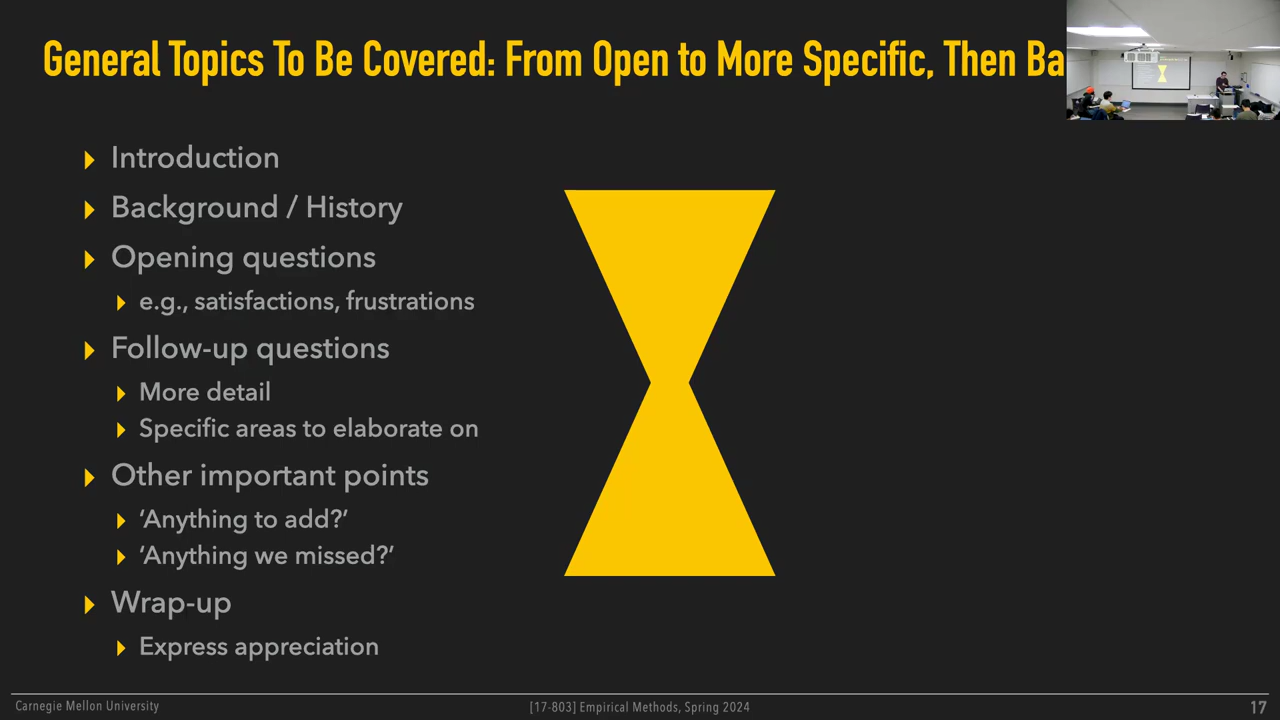 General Topics To Be Covered: From Open to More Specific, Then Ba
Introduction
Background / History
Opening questions
e.g., satisfactions, frustrations
Follow-up questions
More detail
Specific areas to elaborate on
Other important points
‘Anything to add?’
‘Anything we missed?’
Wrap-up
Express appreciation
Carnegie Mellon University
[17-803] Empirical Methods, Spring 2024
17